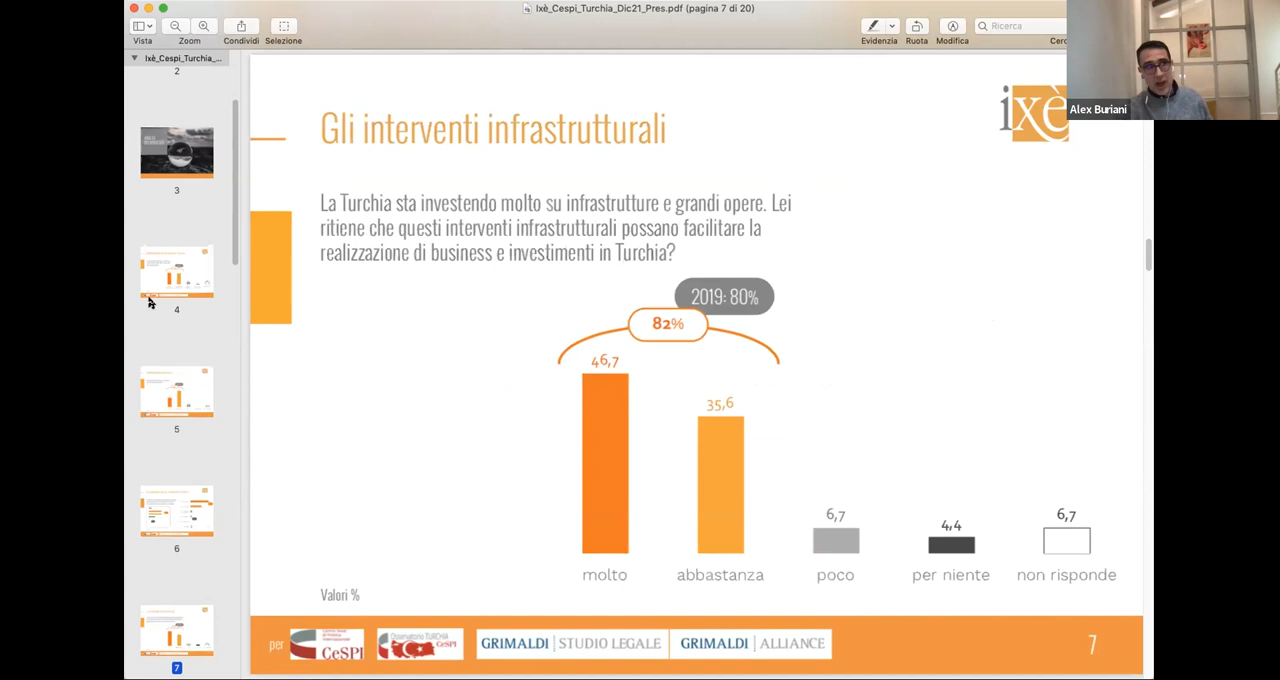 Ixè_Cespi_Turchia_Dic21_Pres.pdf (pagina 7 di 20)
Vista
Zoom
Condividi
Selezione
Evidenzia
Ruota
Modifica
Ricerca
Cerc
Ixè_Cespi_Turchia_...
2
3
4
5
6
7
Alex Buriani
ixè
Gli interventi infrastrutturali
La Turchia sta investendo molto su infrastrutture e grandi opere. Lei
ritiene che questi interventi infrastrutturali possano facilitare la
realizzazione di business e investimenti in Turchia?
2019: 80%
82%
46,7
35,6
6,7
4,4
6,7
molto
abbastanza
poco
per niente
non risponde
Valori %
per
CeSPI
Osservatorio TURCHIA
CeSPI
GRIMALDI | STUDIO LEGALE
GRIMALDI | ALLIANCE
7